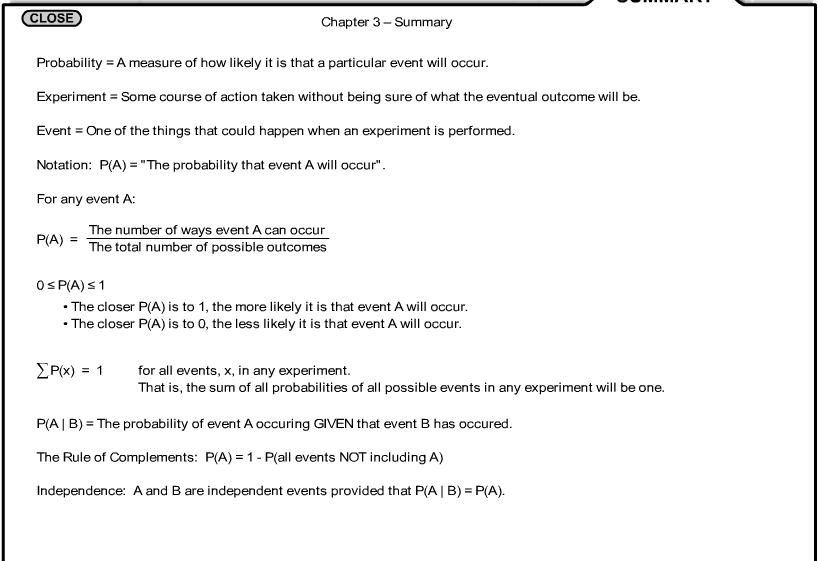 CLOSE
Chapter 3 – Summary
Probability = A measure of how likely it is that a particular event will occur.
Experiment = Some course of action taken without being sure of what the eventual outcome will be.
Event = One of the things that could happen when an experiment is performed.
Notation:  P(A) = "The probability that event A will occur".
For any event A:
P(A) = The number of ways event A can occur
The total number of possible outcomes
0 ≤ P(A) ≤ 1
• The closer P(A) is to 1, the more likely it is that event A will occur.
• The closer P(A) is to 0, the less likely it is that event A will occur.
∑P(x) = 1 for all events, x, in any experiment.
That is, the sum of all probabilities of all possible events in any experiment will be one.
P(A | B) = The probability of event A occuring GIVEN that event B has occured.
The Rule of Complements:  P(A) = 1 - P(all events NOT including A)
Independence:  A and B are independent events provided that P(A | B) = P(A).